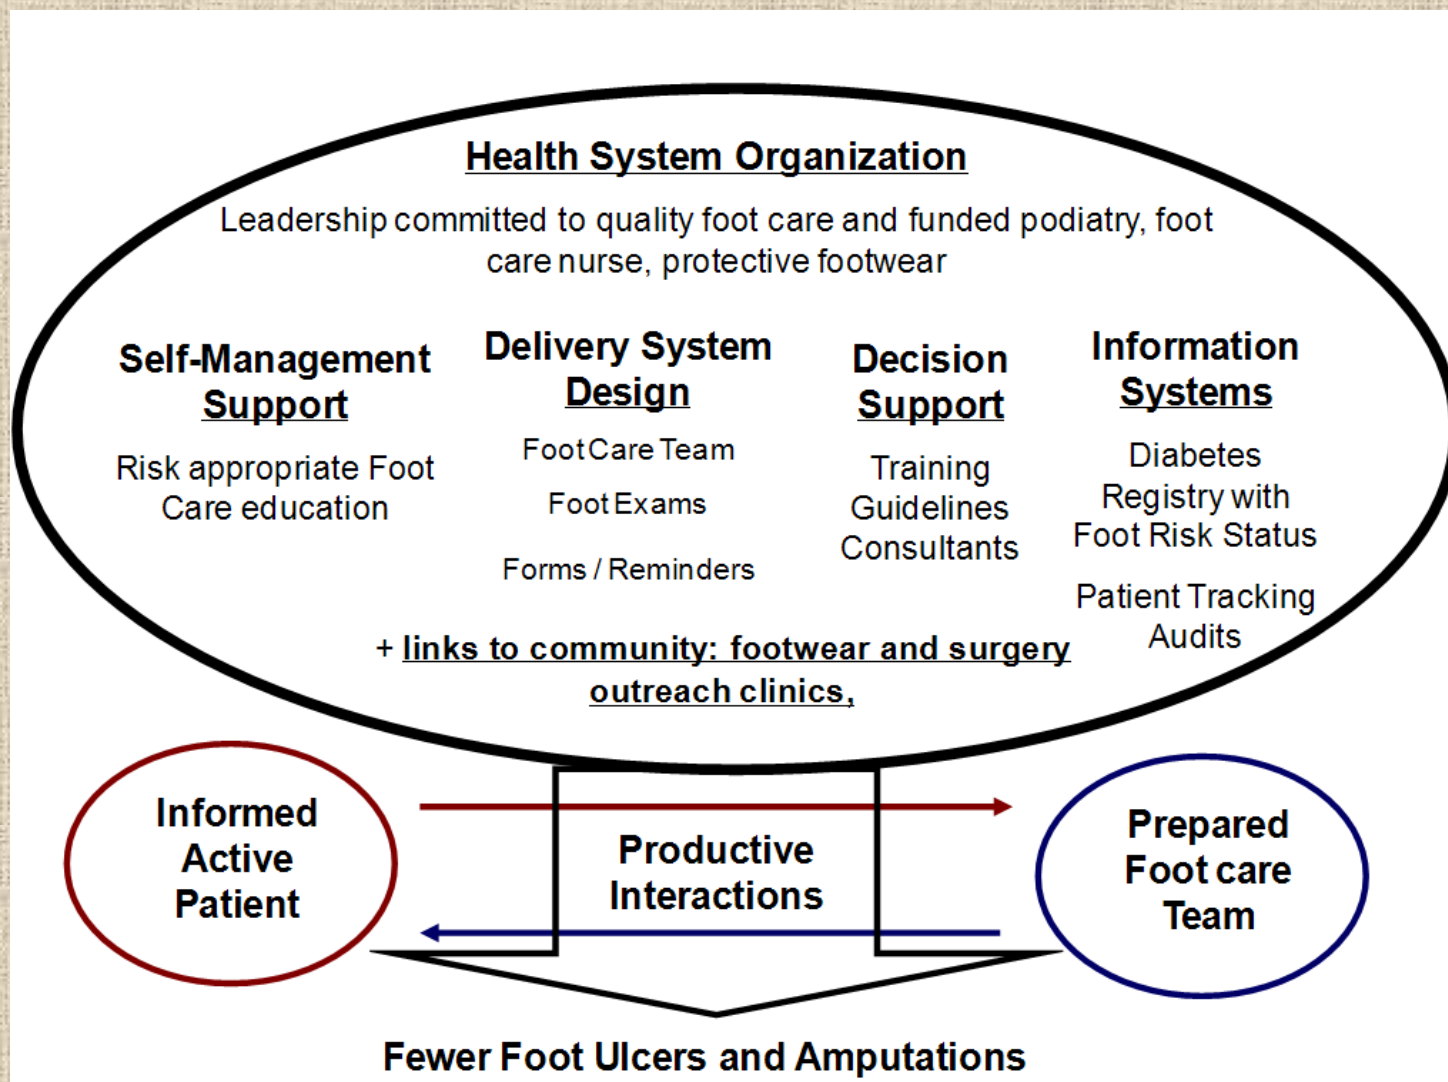 Health System Organization
Leadership committed to quality foot care and funded podiatry, foot
care nurse, protective footwear
Self-Management
Support
Risk appropriate Foot
Care education
Delivery System
Design
Foot Care Team
Foot Exams
Forms / Reminders
Decision
Support
Training
Guidelines
Consultants
Information
Systems
Diabetes
Registry with
Foot Risk Status
Patient Tracking
Audits
+ links to community: footwear and surgery
outreach clinics,
Informed
Active
Patient
Productive
Interactions
Prepared
Foot care
Team
Fewer Foot Ulcers and Amputations